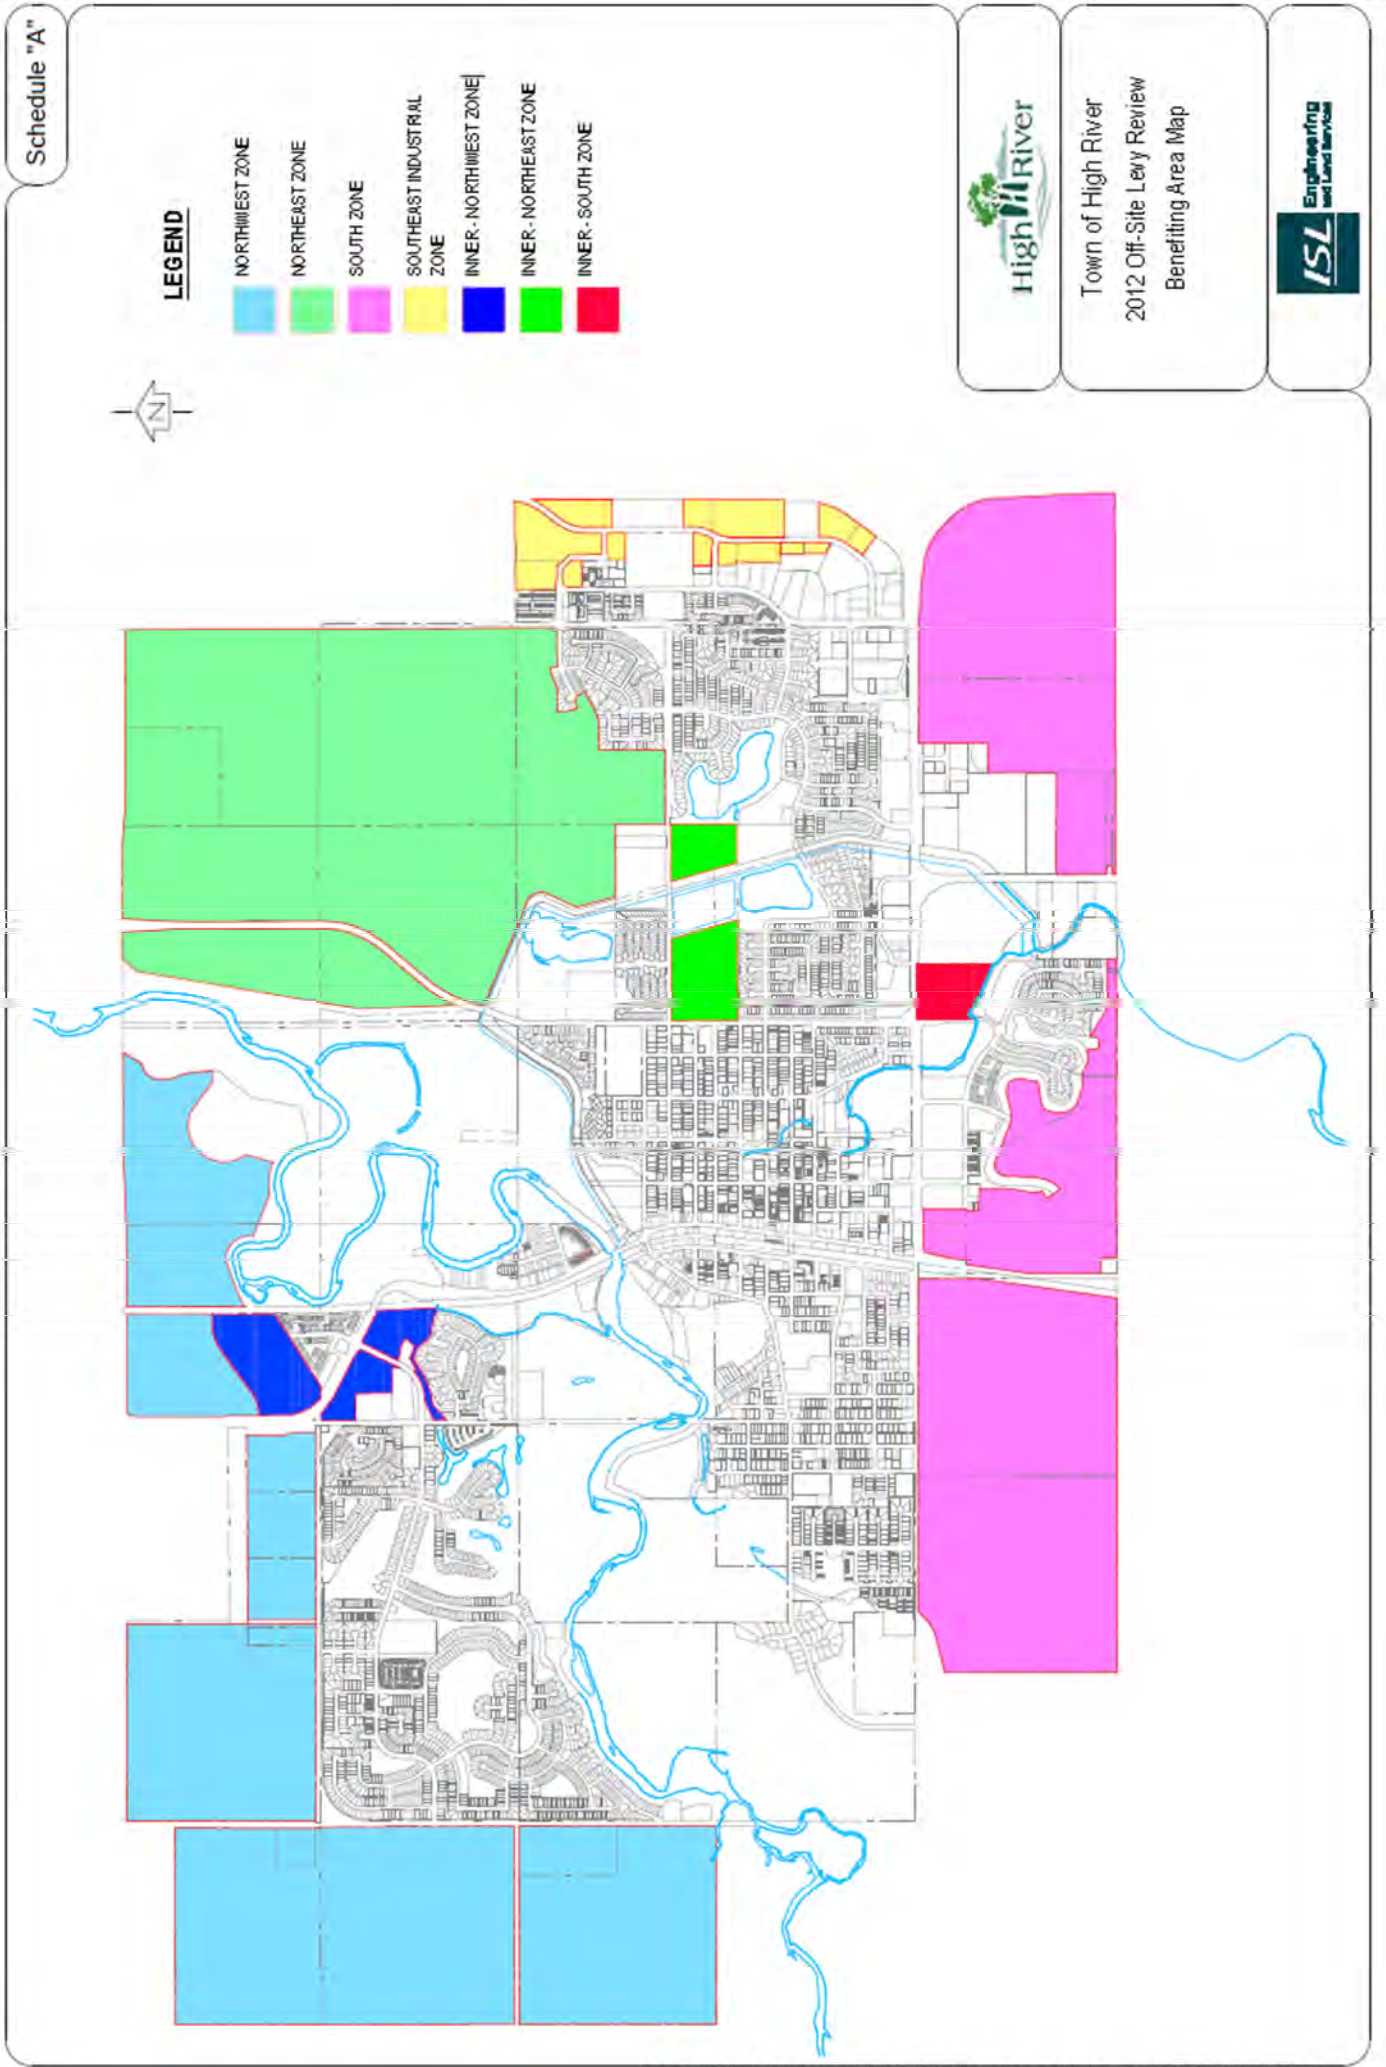 Schedule "A"
LEGEND
NORTHWEST ZONE
NORTHEAST ZONE
SOUTH ZONE
SOUTHEAST INDUSTRIAL
ZONE
INNER - NORTHWEST ZONE
INNER - NORTHEAST ZONE
INNER - SOUTH ZONE
N
High River
Town of High River
2012 Off-Site Levy Review
Benefiting Area Map
ISL Engineering
and Land Services